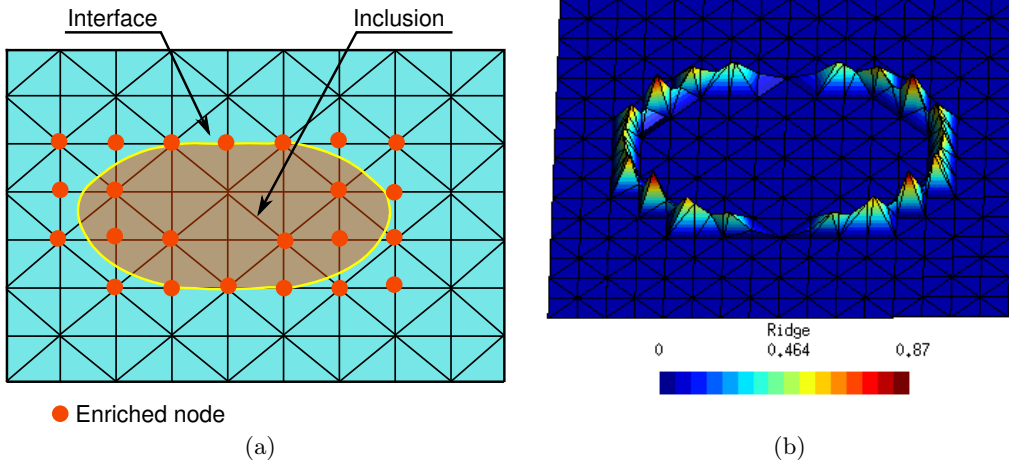 Interface
Inclusion
Enriched node
(a)
Ridge
0 0.464 0.87
(b)